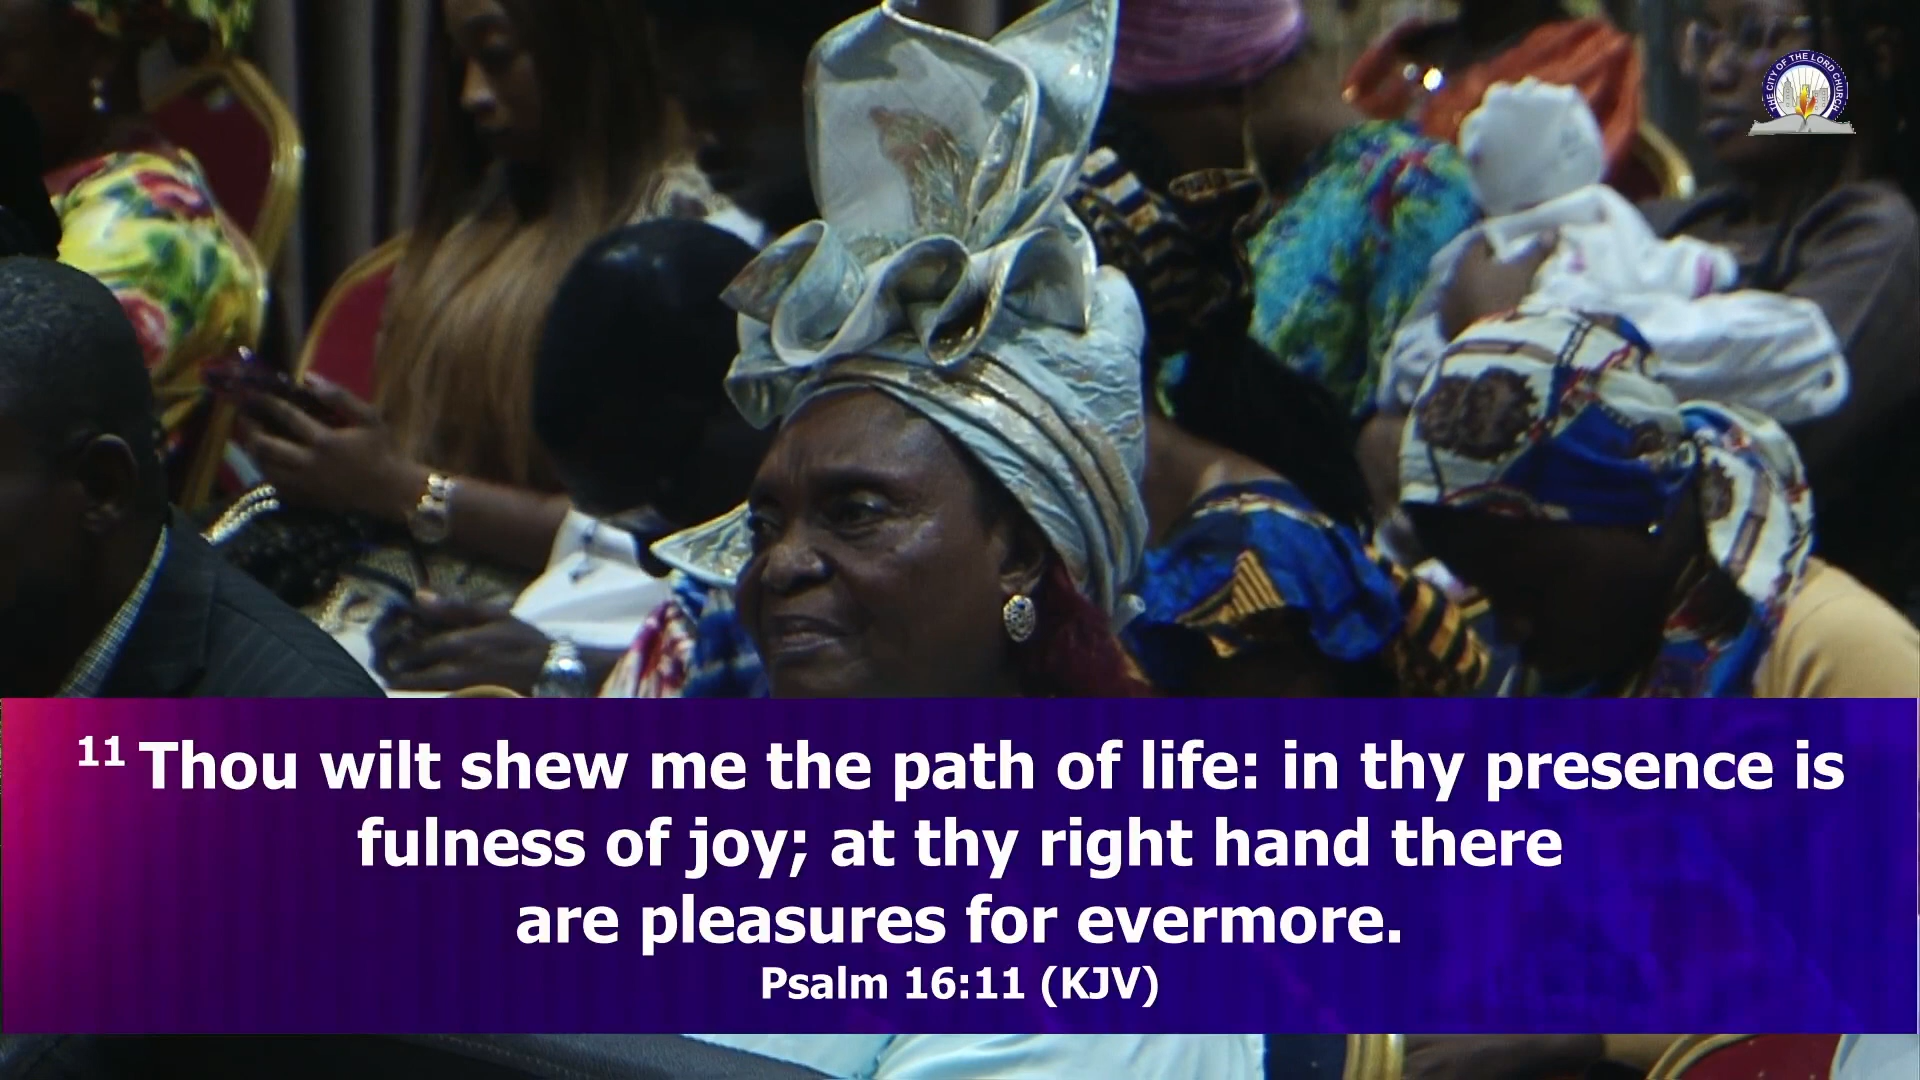 THE CITY OF THE LORD CHURCH
11 Thou wilt shew me the path of life: in thy presence is
fulness of joy; at thy right hand there
are pleasures for evermore.
Psalm 16:11 (KJV)